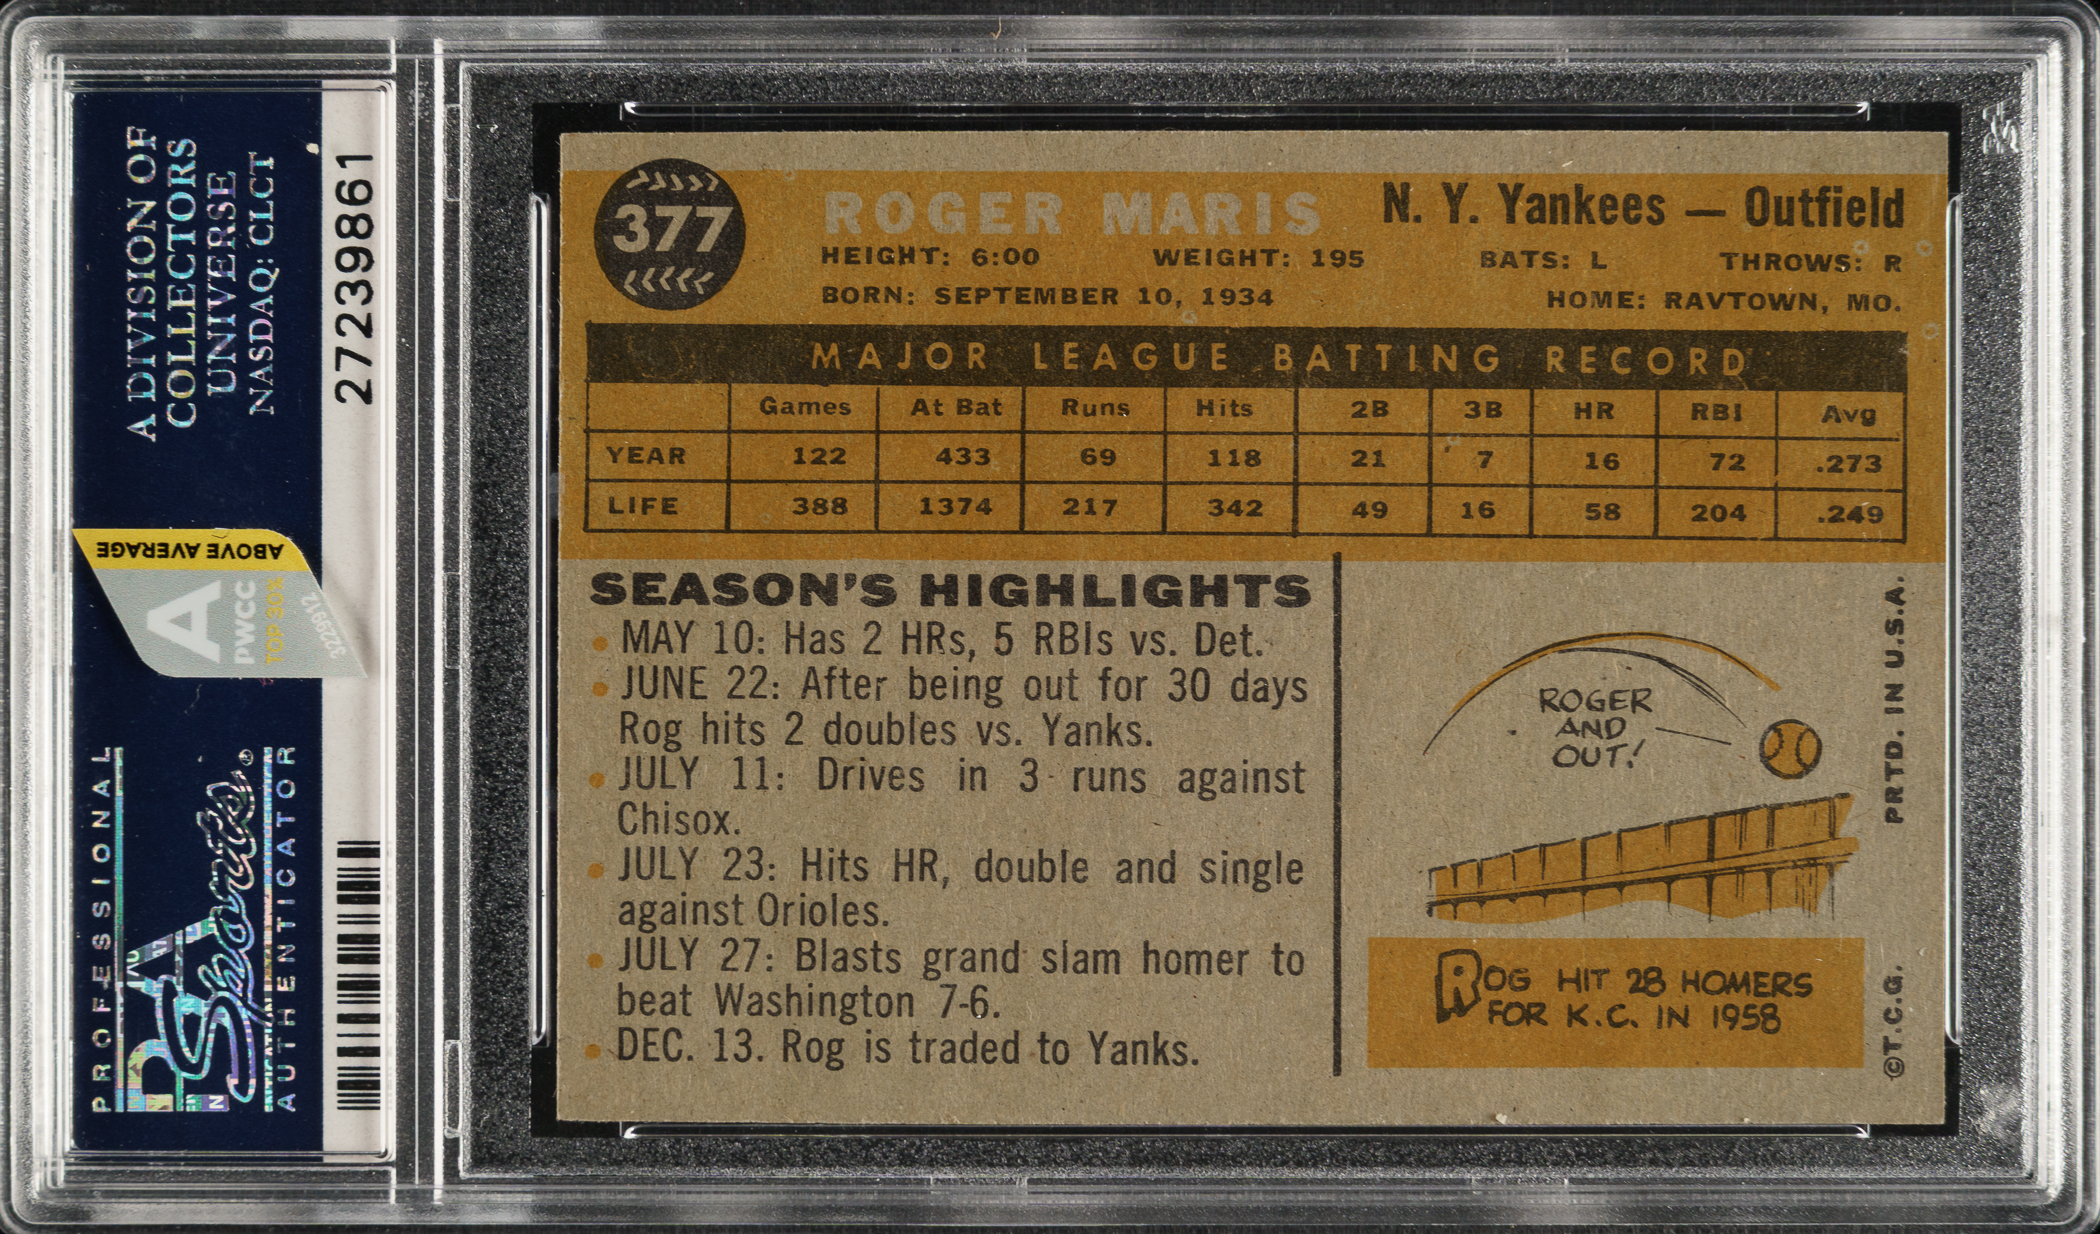 A DIVISION OF
COLLECTORS
UNIVERSE
NASDAQ: CLCT
27239861
ABOVE AVERAGE
A
PWCC
TOP 30%
3229912
PROFESSIONAL
PSA
Sports®
AUTHENTICATOR
377
ROGER MARIS
N. Y. Yankees — Outfield
HEIGHT: 6:00 WEIGHT: 195 BATS: L THROWS: R
BORN: SEPTEMBER 10, 1934 HOME: RAVTOWN, MO.
MAJOR LEAGUE BATTING RECORD
Games At Bat Runs Hits 2B 3B HR RBI Avg
YEAR 122 433 69 118 21 7 16 72 .273
LIFE 388 1374 217 342 49 16 58 204 .249
SEASON'S HIGHLIGHTS
• MAY 10: Has 2 HRs, 5 RBIs vs. Det.
• JUNE 22: After being out for 30 days
Rog hits 2 doubles vs. Yanks.
• JULY 11: Drives in 3 runs against
Chisox.
• JULY 23: Hits HR, double and single
against Orioles.
• JULY 27: Blasts grand slam homer to
beat Washington 7-6.
• DEC. 13. Rog is traded to Yanks.
ROGER
AND
OUT!
ROG HIT 28 HOMERS
FOR K.C. IN 1958
©T.C.G. PRTD. IN U.S.A.